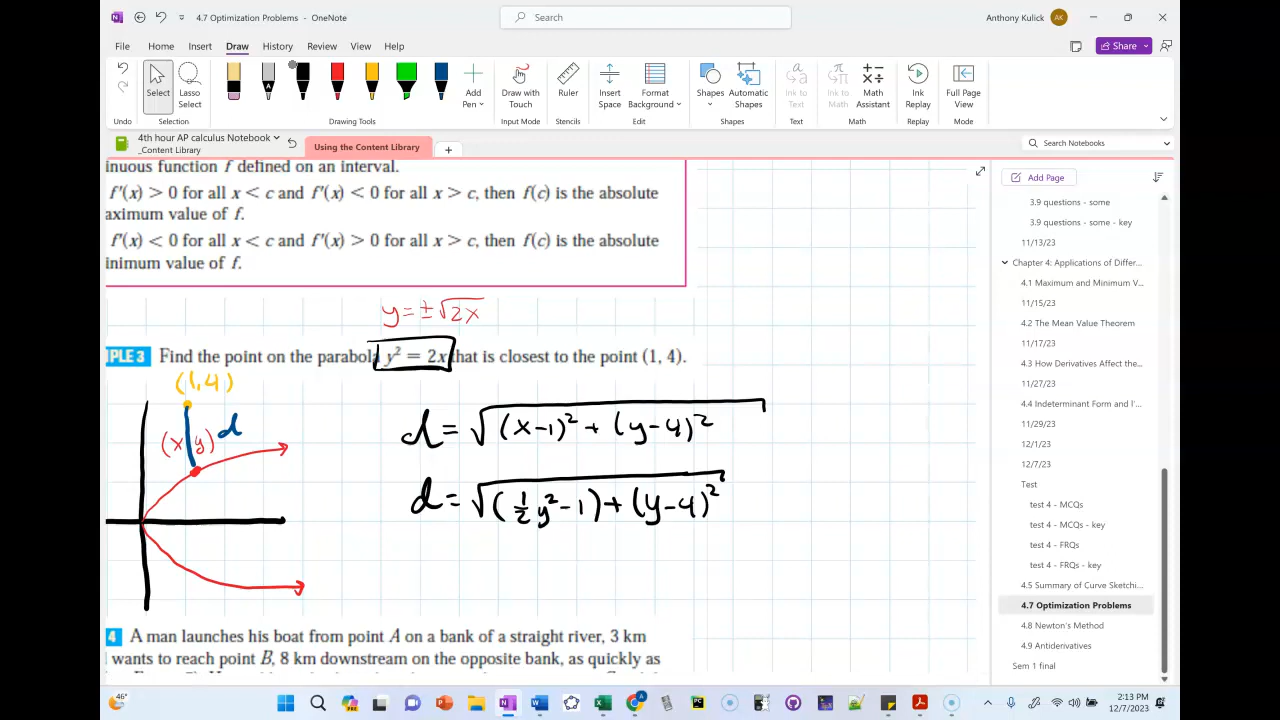 4.7 Optimization Problems - OneNote
Search
Anthony Kulick
AK
File Home Insert Draw History Review View Help
Share
Select
Lasso Select
Add Pen
Draw with Touch
Ruler
Insert Space
Format Background
Shapes
Automatic Shapes
Ink to Text
Ink to Math
Math Assistant
Ink Replay
Full Page View
Undo Selection Drawing Tools Input Mode Stencils Edit Shapes Text Math Replay Mode
4th hour AP calculus Notebook
_Content Library
Using the Content Library
+
Search Notebooks
Add Page
inuous function f defined on an interval.
f'(x) > 0 for all x < c and f'(x) < 0 for all x > c, then f(c) is the absolute
aximum value of f.
f'(x) < 0 for all x < c and f'(x) > 0 for all x > c, then f(c) is the absolute
inimum value of f.
y = ±√2x
MPLE 3 Find the point on the parabola y² = 2x that is closest to the point (1, 4).
(1,4)
(x y) d
d = √(x-1)² + (y-4)²
d = √(½y² - 1) + (y-4)²
4 A man launches his boat from point A on a bank of a straight river, 3 km
wants to reach point B, 8 km downstream on the opposite bank, as quickly as
3.9 questions - some
3.9 questions - some - key
11/13/23
Chapter 4: Applications of Differ...
4.1 Maximum and Minimum V...
11/15/23
4.2 The Mean Value Theorem
11/17/23
4.3 How Derivatives Affect the...
11/27/23
4.4 Indeterminant Form and l'...
11/29/23
12/1/23
12/7/23
Test
test 4 - MCQs
test 4 - MCQs - key
test 4 - FRQs
test 4 - FRQs - key
4.5 Summary of Curve Sketchi...
4.7 Optimization Problems
4.8 Newton's Method
4.9 Antiderivatives
Sem 1 final
46°
2:13 PM
12/7/2023